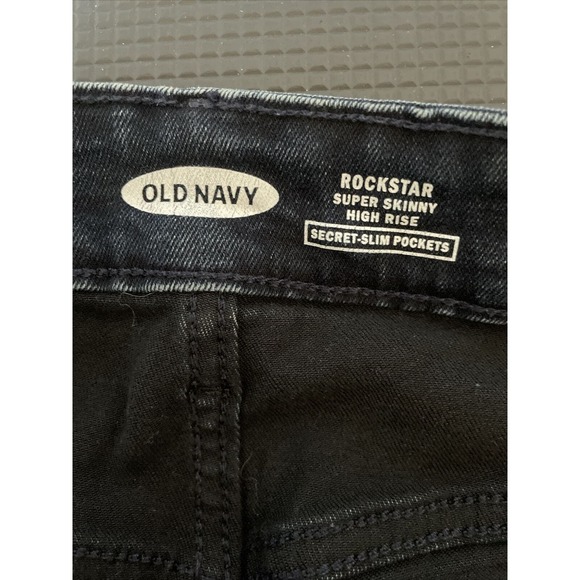 OLD NAVY
ROCKSTAR
SUPER SKINNY
HIGH RISE
SECRET-SLIM POCKETS